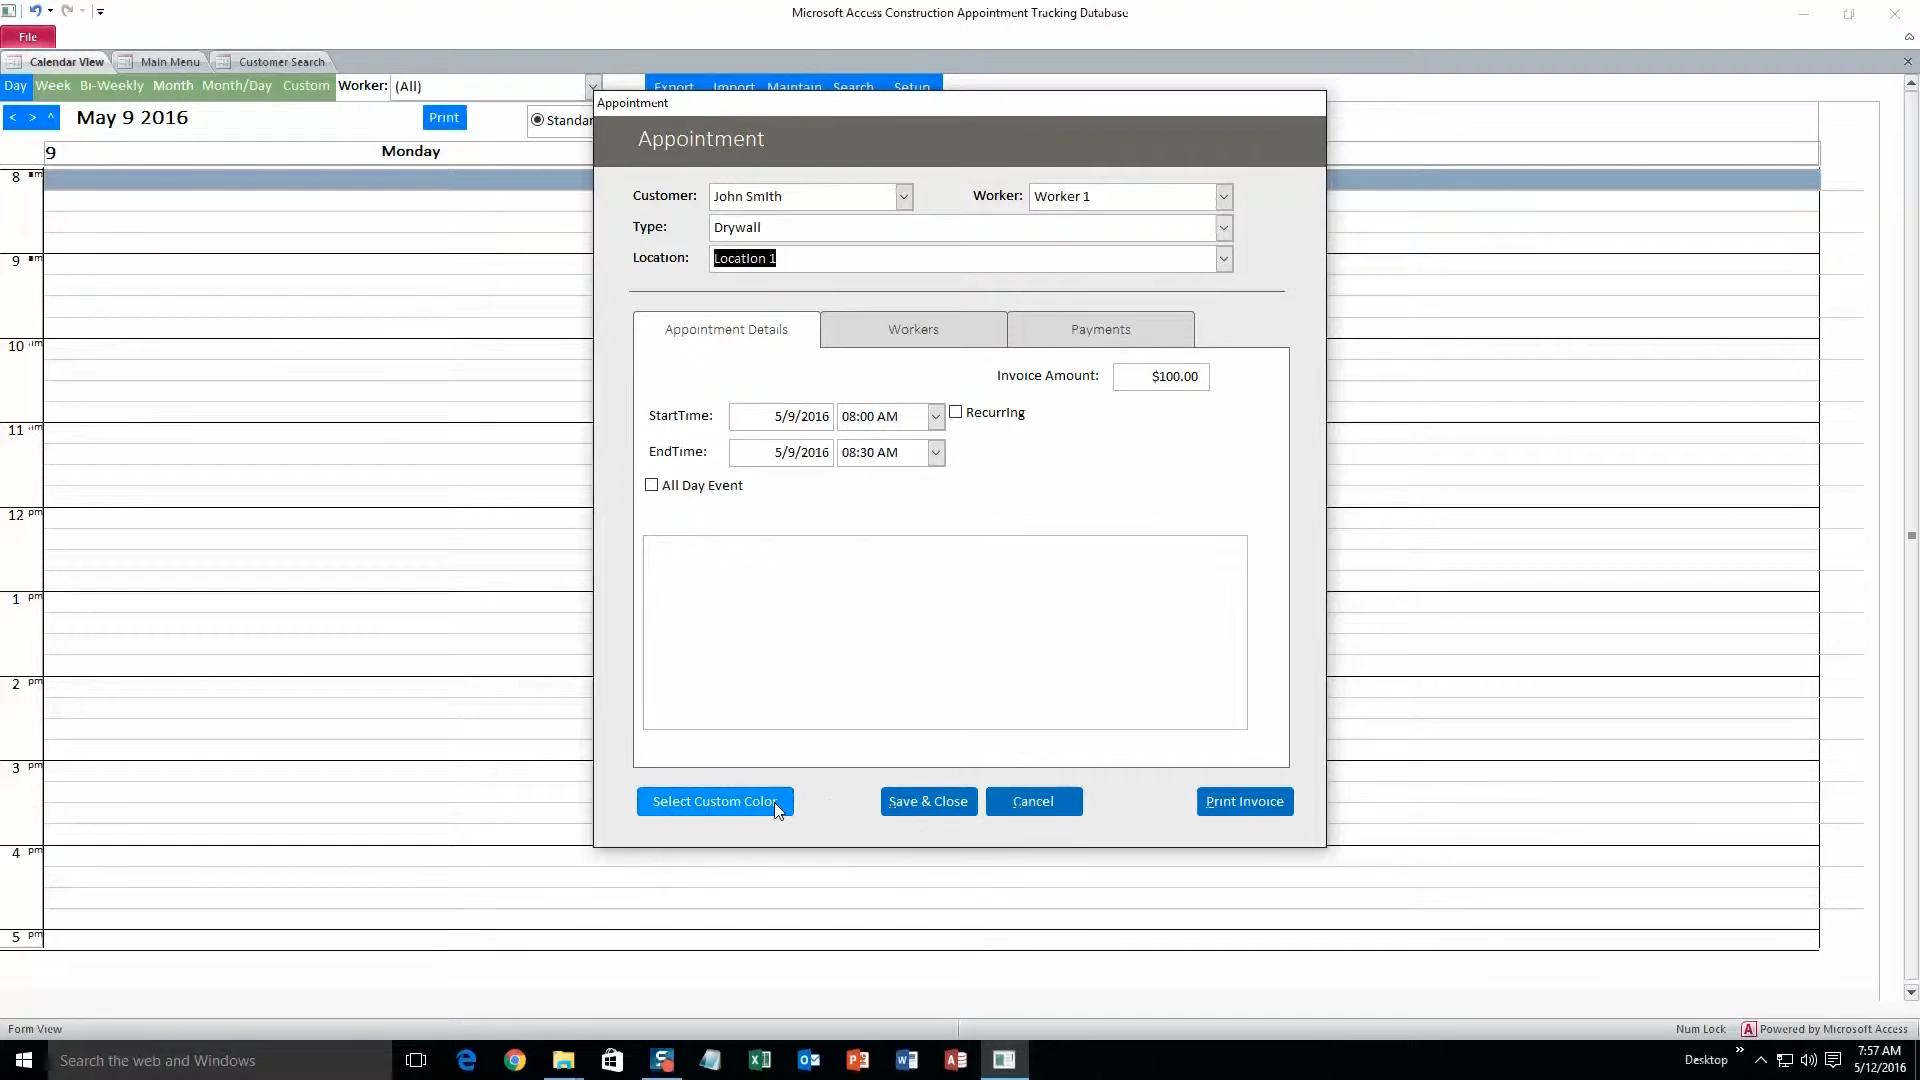 Microsoft Access Construction Appointment Tracking Database
File
Calendar View Main Menu Customer Search
Day Week Bi-Weekly Month Month/Day Custom Worker: (All) Export Import Maintain Search Setup
< > ^ May 9 2016 Print Standar
9 Monday
8 am
9 am
10 am
11 am
12 pm
1 pm
2 pm
3 pm
4 pm
5 pm
Appointment
Appointment
Customer: John Smith Worker: Worker 1
Type: Drywall
Location: Location 1
Appointment Details Workers Payments
Invoice Amount: $100.00
StartTime: 5/9/2016 08:00 AM Recurring
EndTime: 5/9/2016 08:30 AM
All Day Event
Select Custom Color Save & Close Cancel Print Invoice
Form View Num Lock Powered by Microsoft Access
Search the web and Windows Desktop 7:57 AM
5/12/2016